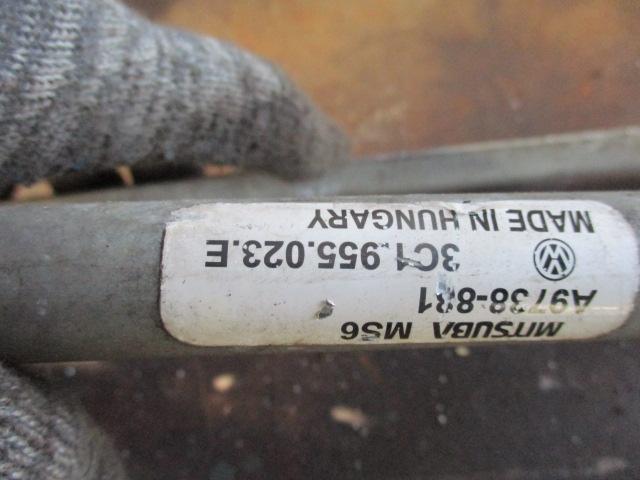 MITSUBA MS6
A9738-881
3C1.955.023.E
MADE IN HUNGARY